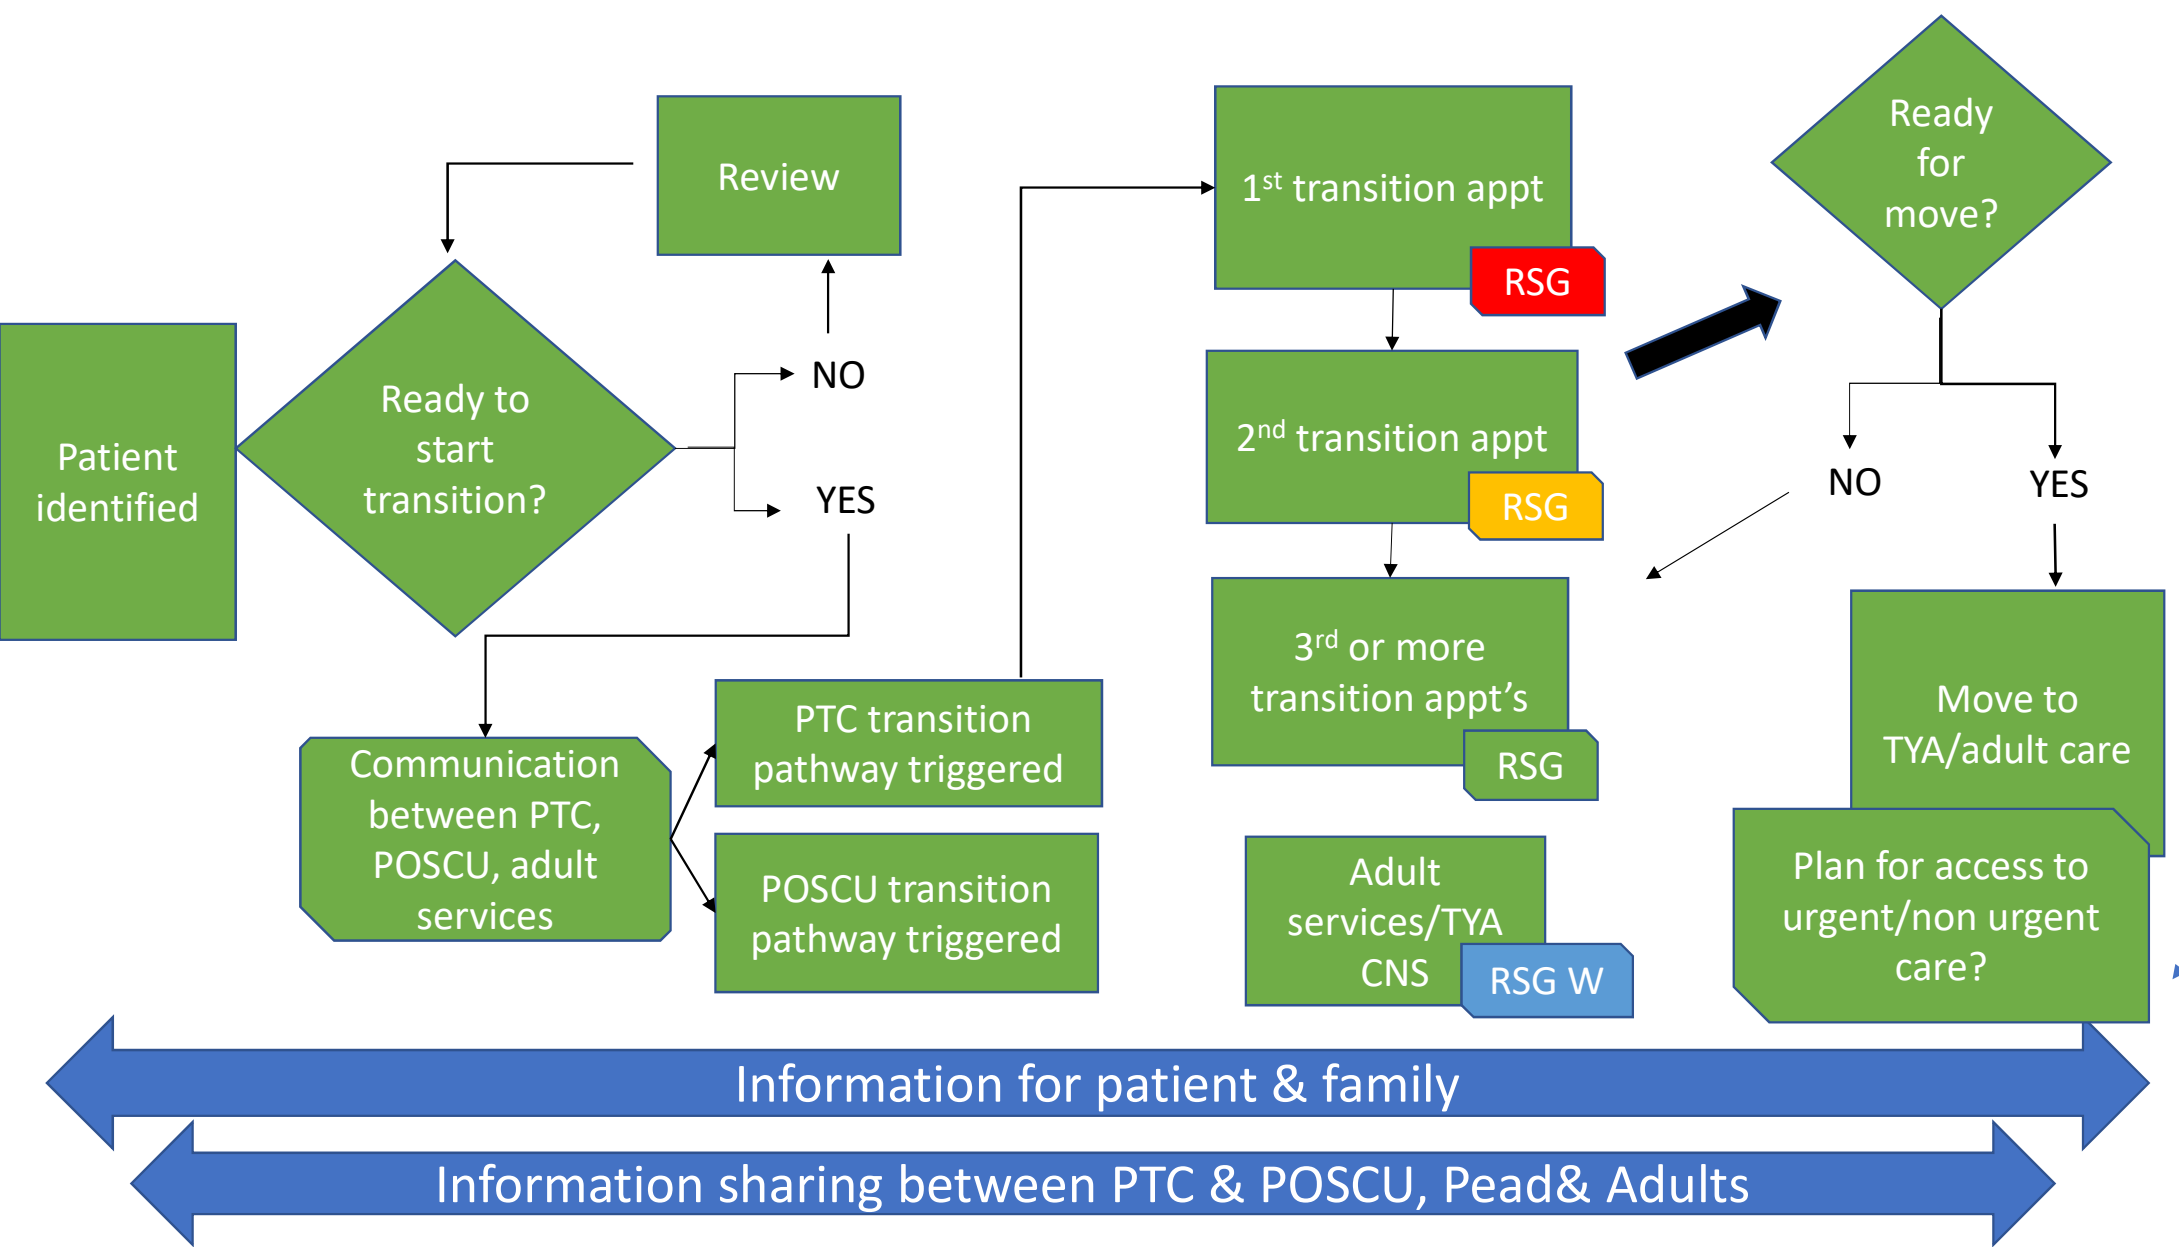 Patient
identified
Ready to
start
transition?
Review
NO
YES
Communication
between PTC,
POSCU, adult
services
PTC transition
pathway triggered
POSCU transition
pathway triggered
1st transition appt
RSG
2nd transition appt
RSG
3rd or more
transition appt’s
RSG
Adult
services/TYA
CNS
RSG W
Ready
for
move?
NO
YES
Move to
TYA/adult care
Plan for access to
urgent/non urgent
care?
Information for patient & family
Information sharing between PTC & POSCU, Pead& Adults